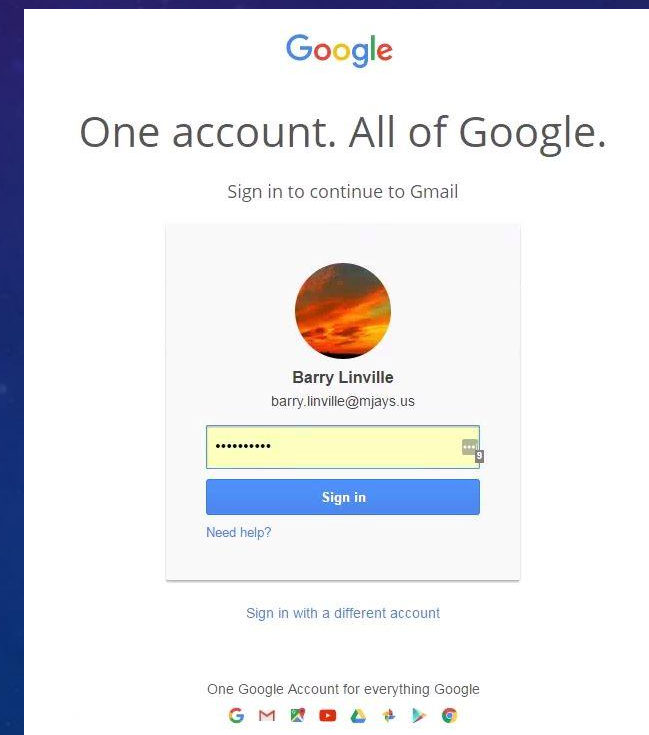 Google
One account. All of Google.
Sign in to continue to Gmail
Barry Linville
barry.linville@mjays.us
••••••••••
9
Sign in
Need help?
Sign in with a different account
One Google Account for everything Google